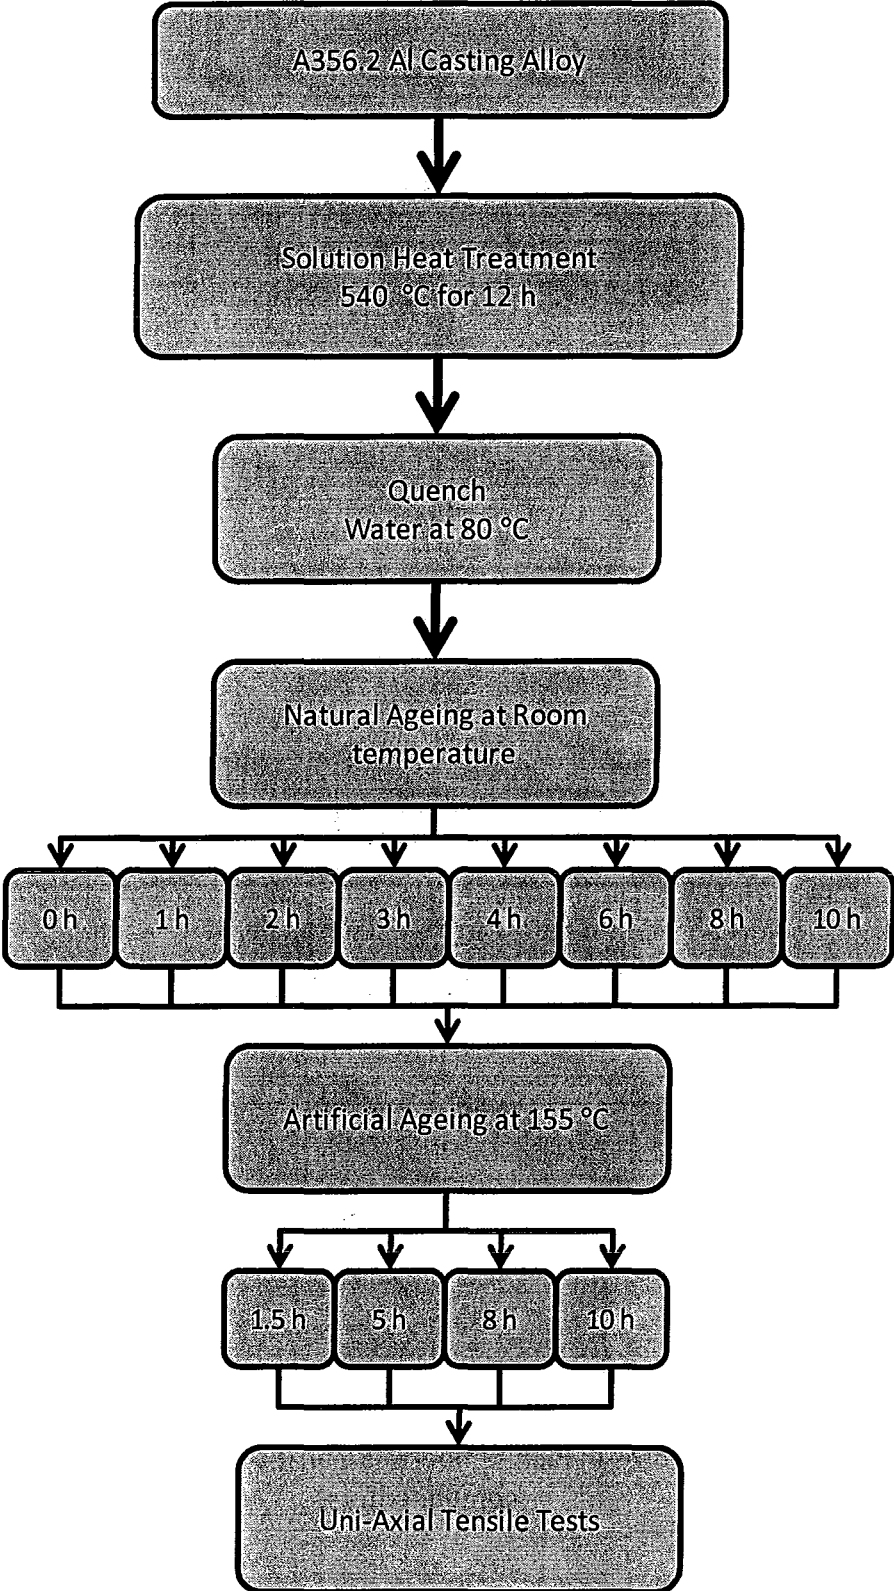 A356.2 Al Casting Alloy
Solution Heat Treatment
540 °C for 12 h
Quench
Water at 80 °C
Natural Ageing at Room
temperature
0 h
1 h
2 h
3 h
4 h
6 h
8 h
10 h
Artificial Ageing at 155 °C
1.5 h
5 h
8 h
10 h
Uni-Axial Tensile Tests